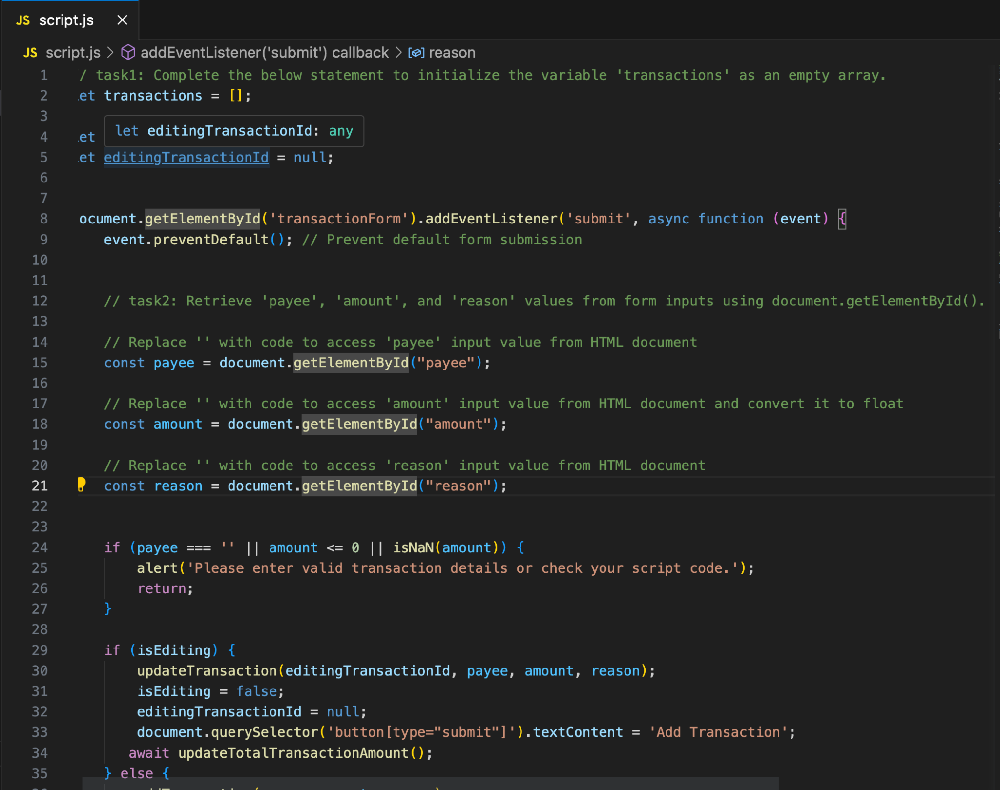 JS script.js ×
JS script.js > addEventListener('submit') callback > reason
1 / task1: Complete the below statement to initialize the variable 'transactions' as an empty array.
2 et transactions = [];
3
let editingTransactionId: any
4 et
5 et editingTransactionId = null;
6
7
8 ocument.getElementById('transactionForm').addEventListener('submit', async function (event) {
9 event.preventDefault(); // Prevent default form submission
10
11
12 // task2: Retrieve 'payee', 'amount', and 'reason' values from form inputs using document.getElementById().
13
14 // Replace '' with code to access 'payee' input value from HTML document
15 const payee = document.getElementById("payee");
16
17 // Replace '' with code to access 'amount' input value from HTML document and convert it to float
18 const amount = document.getElementById("amount");
19
20 // Replace '' with code to access 'reason' input value from HTML document
21 const reason = document.getElementById("reason");
22
23
24 if (payee === '' || amount <= 0 || isNaN(amount)) {
25 alert('Please enter valid transaction details or check your script code.');
26 return;
27 }
28
29 if (isEditing) {
30 updateTransaction(editingTransactionId, payee, amount, reason);
31 isEditing = false;
32 editingTransactionId = null;
33 document.querySelector('button[type="submit"]').textContent = 'Add Transaction';
34 await updateTotalTransactionAmount();
35 } else {